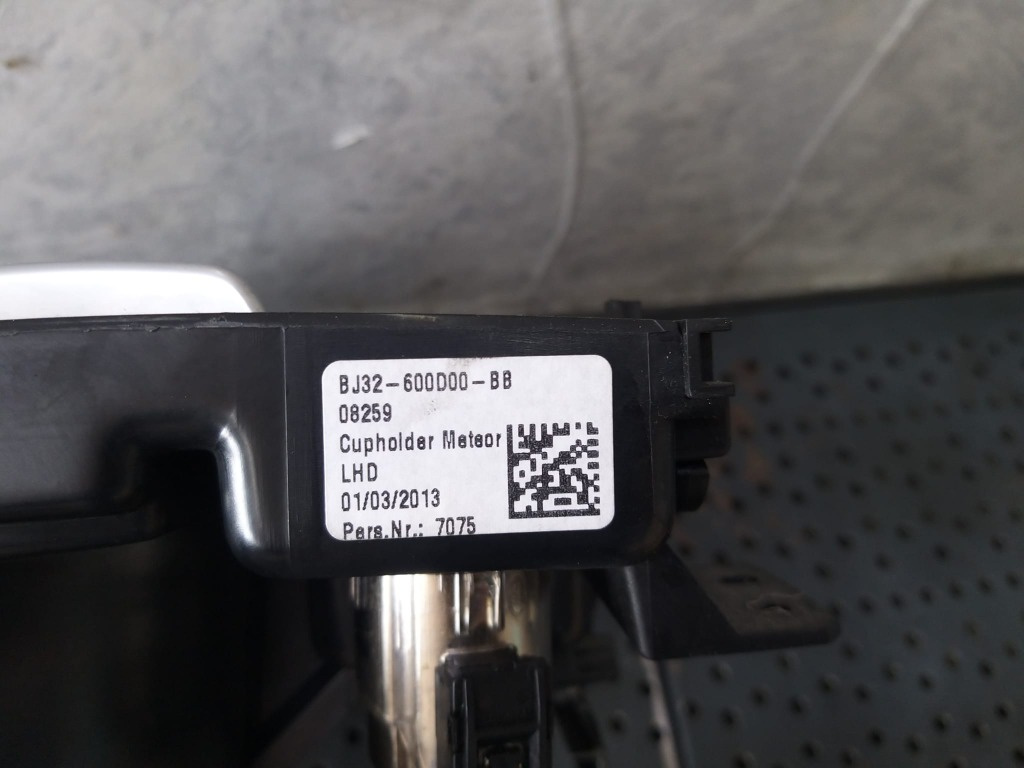 BJ32-600D00-BB
08259
Cupholder Meteor
LHD
01/03/2013
Pers.Nr.: 7075